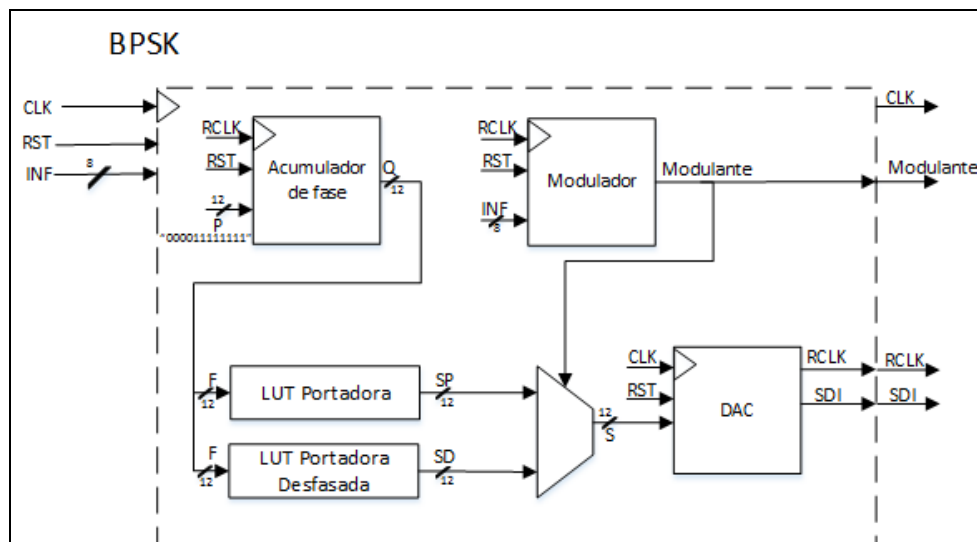 BPSK
CLK
RST
INF
8
RCLK
RST
12
P
"000011111111"
Acumulador
de fase
Q
12
RCLK
RST
INF
8
Modulador
Modulante
CLK
Modulante
F
12
LUT Portadora
SP
12
F
12
LUT Portadora
Desfasada
SD
12
12
S
CLK
RST
DAC
RCLK
SDI
RCLK
SDI